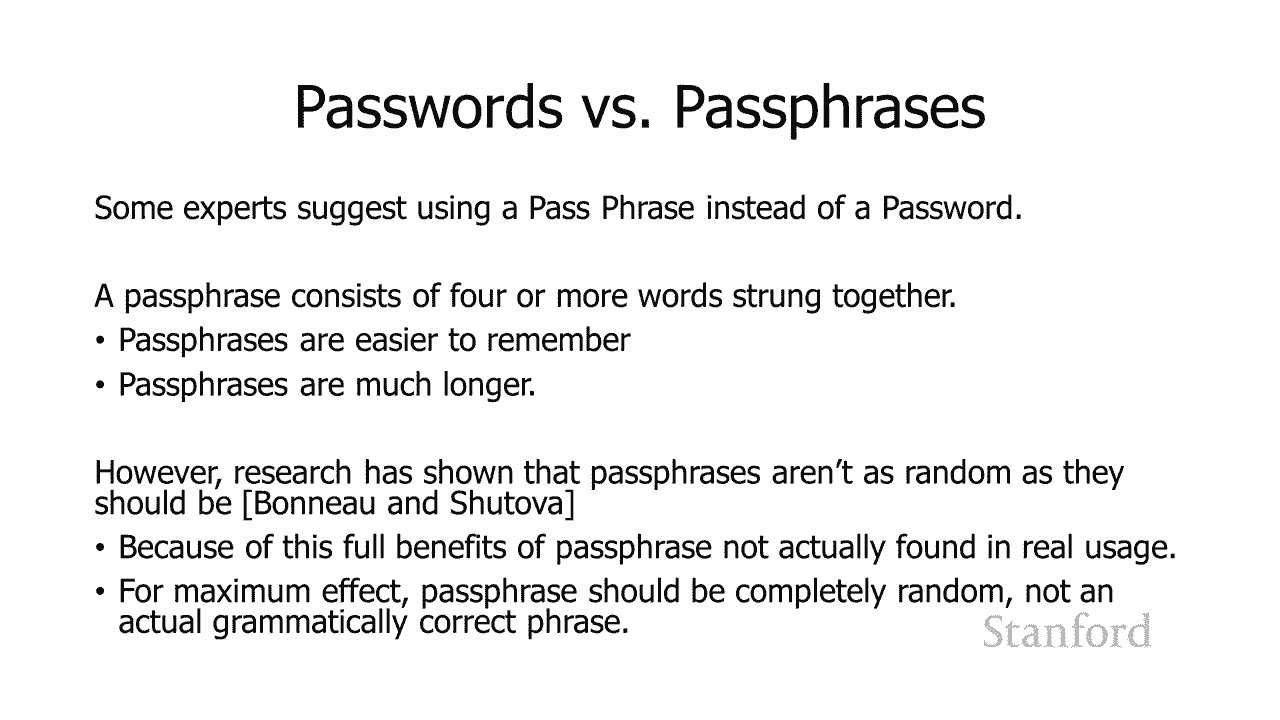 Passwords vs. Passphrases
Some experts suggest using a Pass Phrase instead of a Password.
A passphrase consists of four or more words strung together.
• Passphrases are easier to remember
• Passphrases are much longer.
However, research has shown that passphrases aren’t as random as they
should be [Bonneau and Shutova]
• Because of this full benefits of passphrase not actually found in real usage.
• For maximum effect, passphrase should be completely random, not an
actual grammatically correct phrase.
Stanford